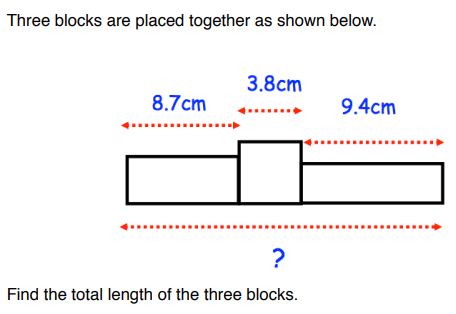 Three blocks are placed together as shown below.
3.8cm
8.7cm
9.4cm
?
Find the total length of the three blocks.